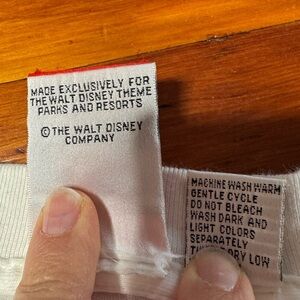 MADE EXCLUSIVELY FOR
THE WALT DISNEY THEME
PARKS AND RESORTS
© THE WALT DISNEY
COMPANY
MACHINE WASH WARM
GENTLE CYCLE
DO NOT BLEACH
WASH DARK AND
LIGHT COLORS
SEPARATELY
DRY LOW